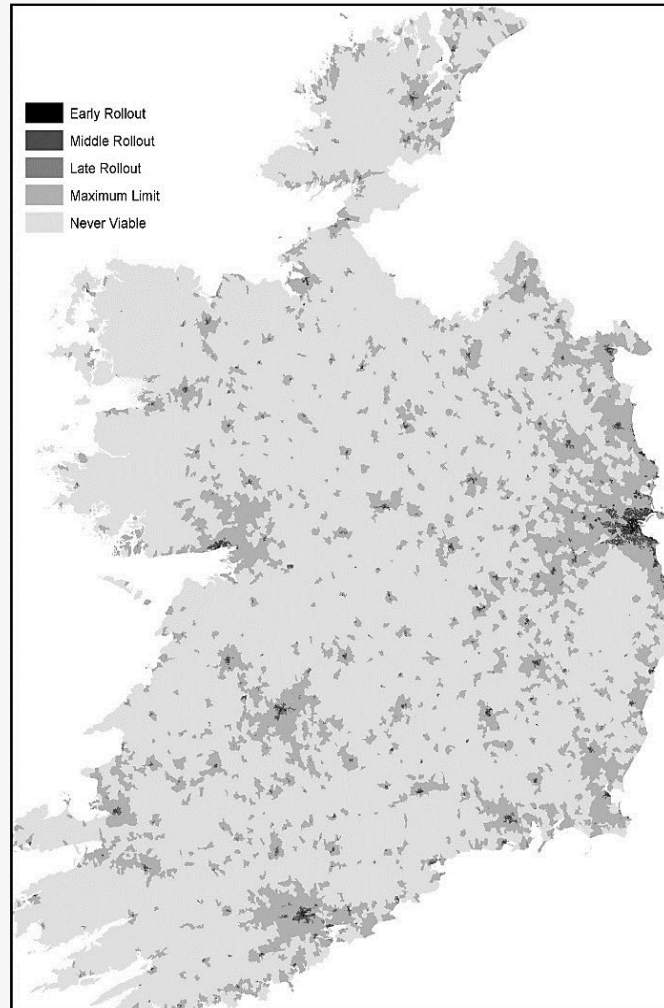 Early Rollout
Middle Rollout
Late Rollout
Maximum Limit
Never Viable